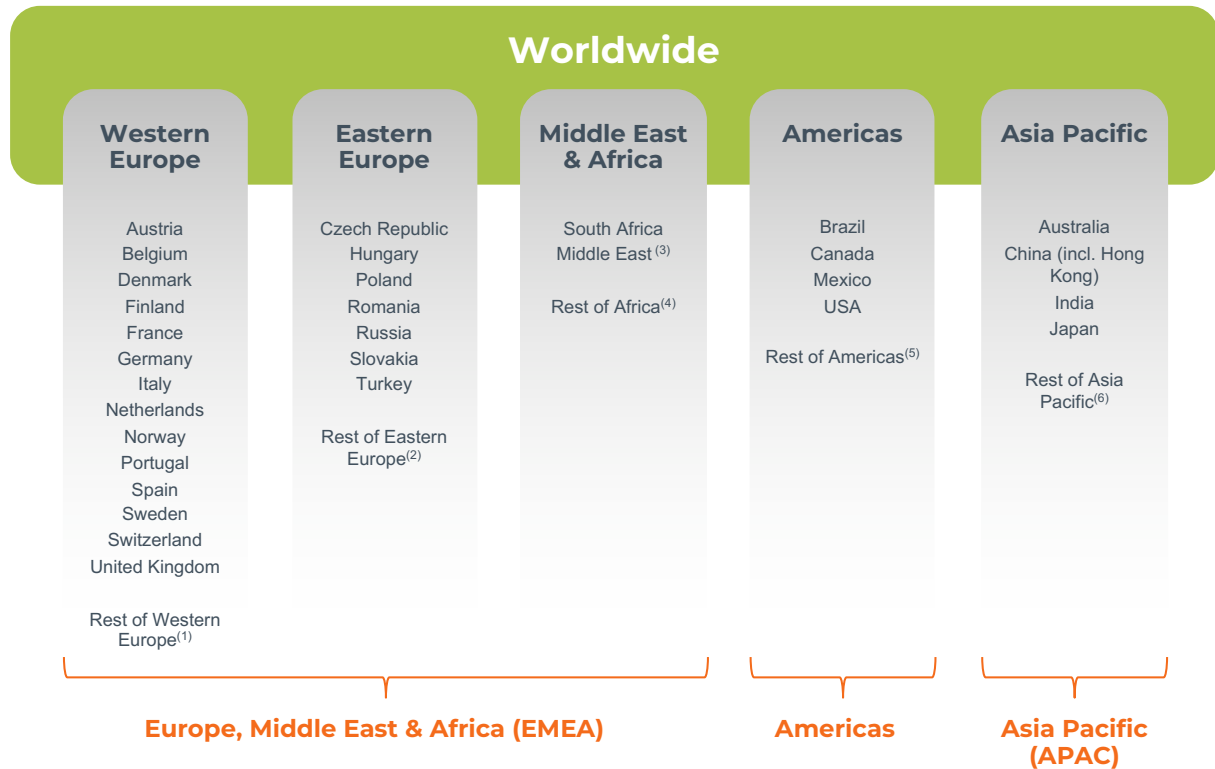 Worldwide
Western
Europe
Austria
Belgium
Denmark
Finland
France
Germany
Italy
Netherlands
Norway
Portugal
Spain
Sweden
Switzerland
United Kingdom
Rest of Western
Europe(1)
Eastern
Europe
Czech Republic
Hungary
Poland
Romania
Russia
Slovakia
Turkey
Rest of Eastern
Europe(2)
Middle East
& Africa
South Africa
Middle East (3)
Rest of Africa(4)
Americas
Brazil
Canada
Mexico
USA
Rest of Americas(5)
Asia Pacific
Australia
China (incl. Hong
Kong)
India
Japan
Rest of Asia
Pacific(6)
Europe, Middle East & Africa (EMEA)
Americas
Asia Pacific
(APAC)